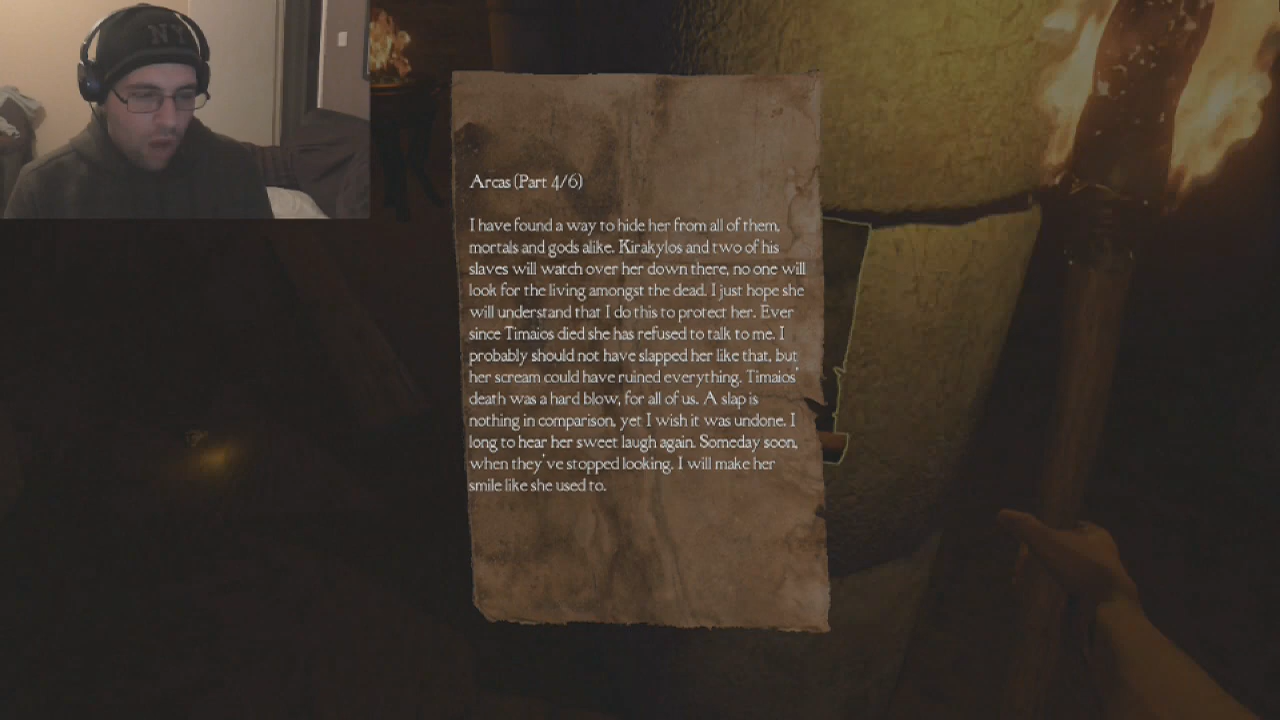 NY
Arcas (Part 4/6)
I have found a way to hide her from all of them,
mortals and gods alike. Kirakylos and two of his
slaves will watch over her down there, no one will
look for the living amongst the dead. I just hope she
will understand that I do this to protect her. Ever
since Timaios died she has refused to talk to me. I
probably should not have slapped her like that, but
her scream could have ruined everything. Timaios'
death was a hard blow, for all of us. A slap is
nothing in comparison, yet I wish it was undone. I
long to hear her sweet laugh again. Someday soon,
when they've stopped looking, I will make her
smile like she used to.